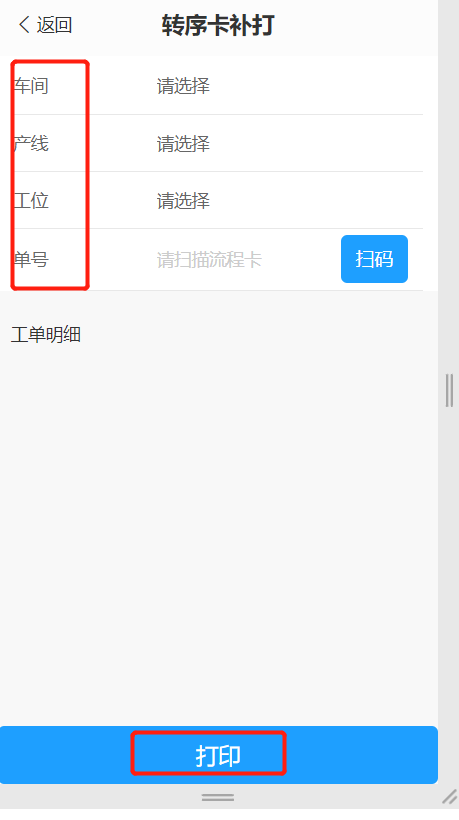 返回 转序卡补打
车间 请选择
产线 请选择
工位 请选择
单号 请扫描流程卡 扫码
工单明细
打印